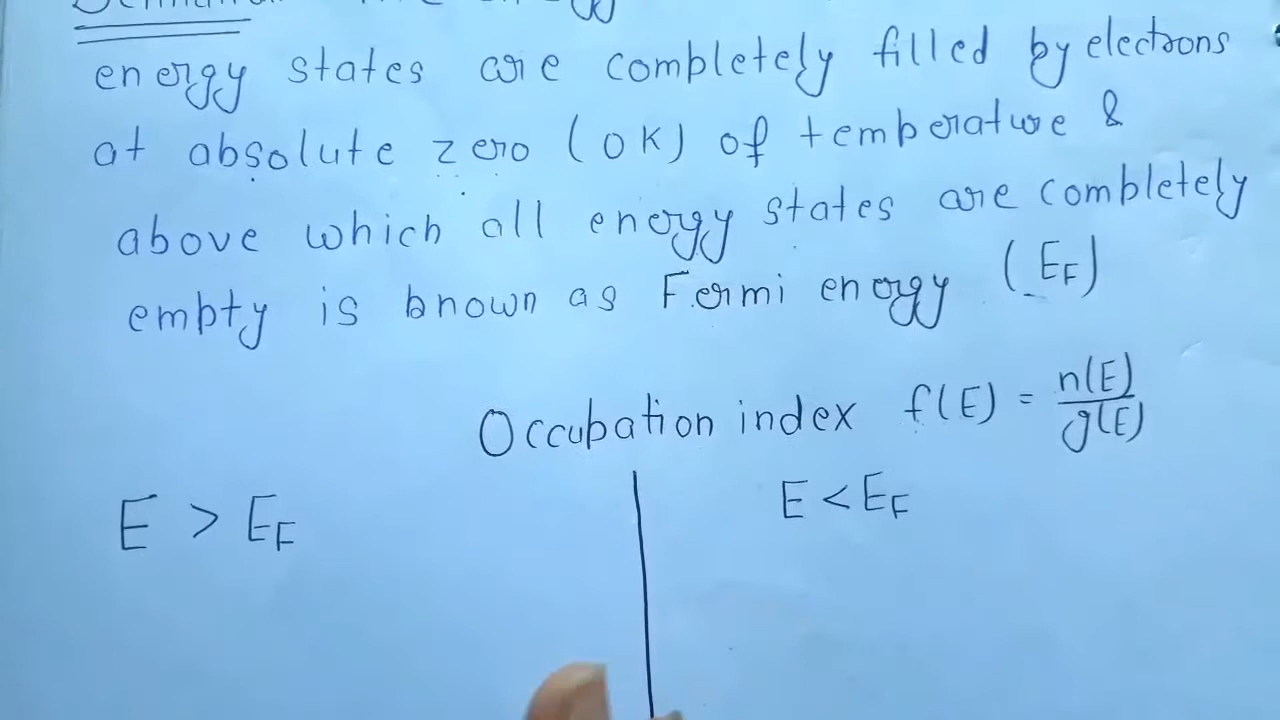 energy states are completely filled by electrons
at absolute zero (0K) of temperature &
above which all energy states are completely
empty is known as Fermi energy (EF)
Occupation index f(E) = n(E)/g(E)
E > EF
E < EF